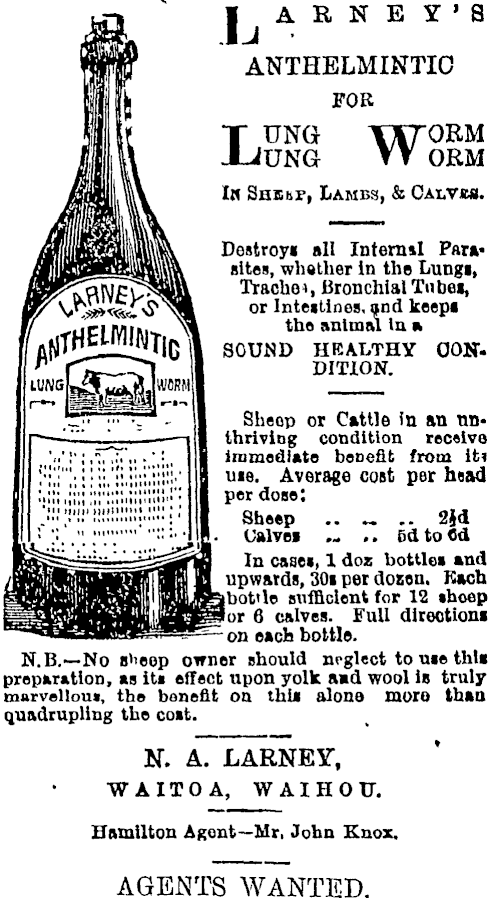 LARNEY'S
ANTHELMINTIC
FOR
LUNG WORM
LUNG WORM
IN SHEEP, LAMBS, & CALVES.
Destroys all Internal Para-
sites, whether in the Lungs,
Trachea, Bronchial Tubes,
or Intestines, and keeps
the animal in a
SOUND HEALTHY CON-
DITION.
LARNEY'S
ANTHELMINTIC
LUNG WORM
Sheep or Cattle in an un-
thriving condition receive
immediate benefit from its
use. Average cost per head
per dose:
Sheep .. .. .. 2½d
Calves .. .. 5d to 6d
In cases, 1 doz bottles and
upwards, 30s per dozen. Each
bottle sufficient for 12 sheep
or 6 calves. Full directions
on each bottle.
N.B.—No sheep owner should neglect to use this
preparation, as its effect upon yolk and wool is truly
marvellous, the benefit on this alone more than
quadrupling the cost.
N. A. LARNEY,
WAITOA, WAIHOU.
Hamilton Agent—Mr. John Knox.
AGENTS WANTED.